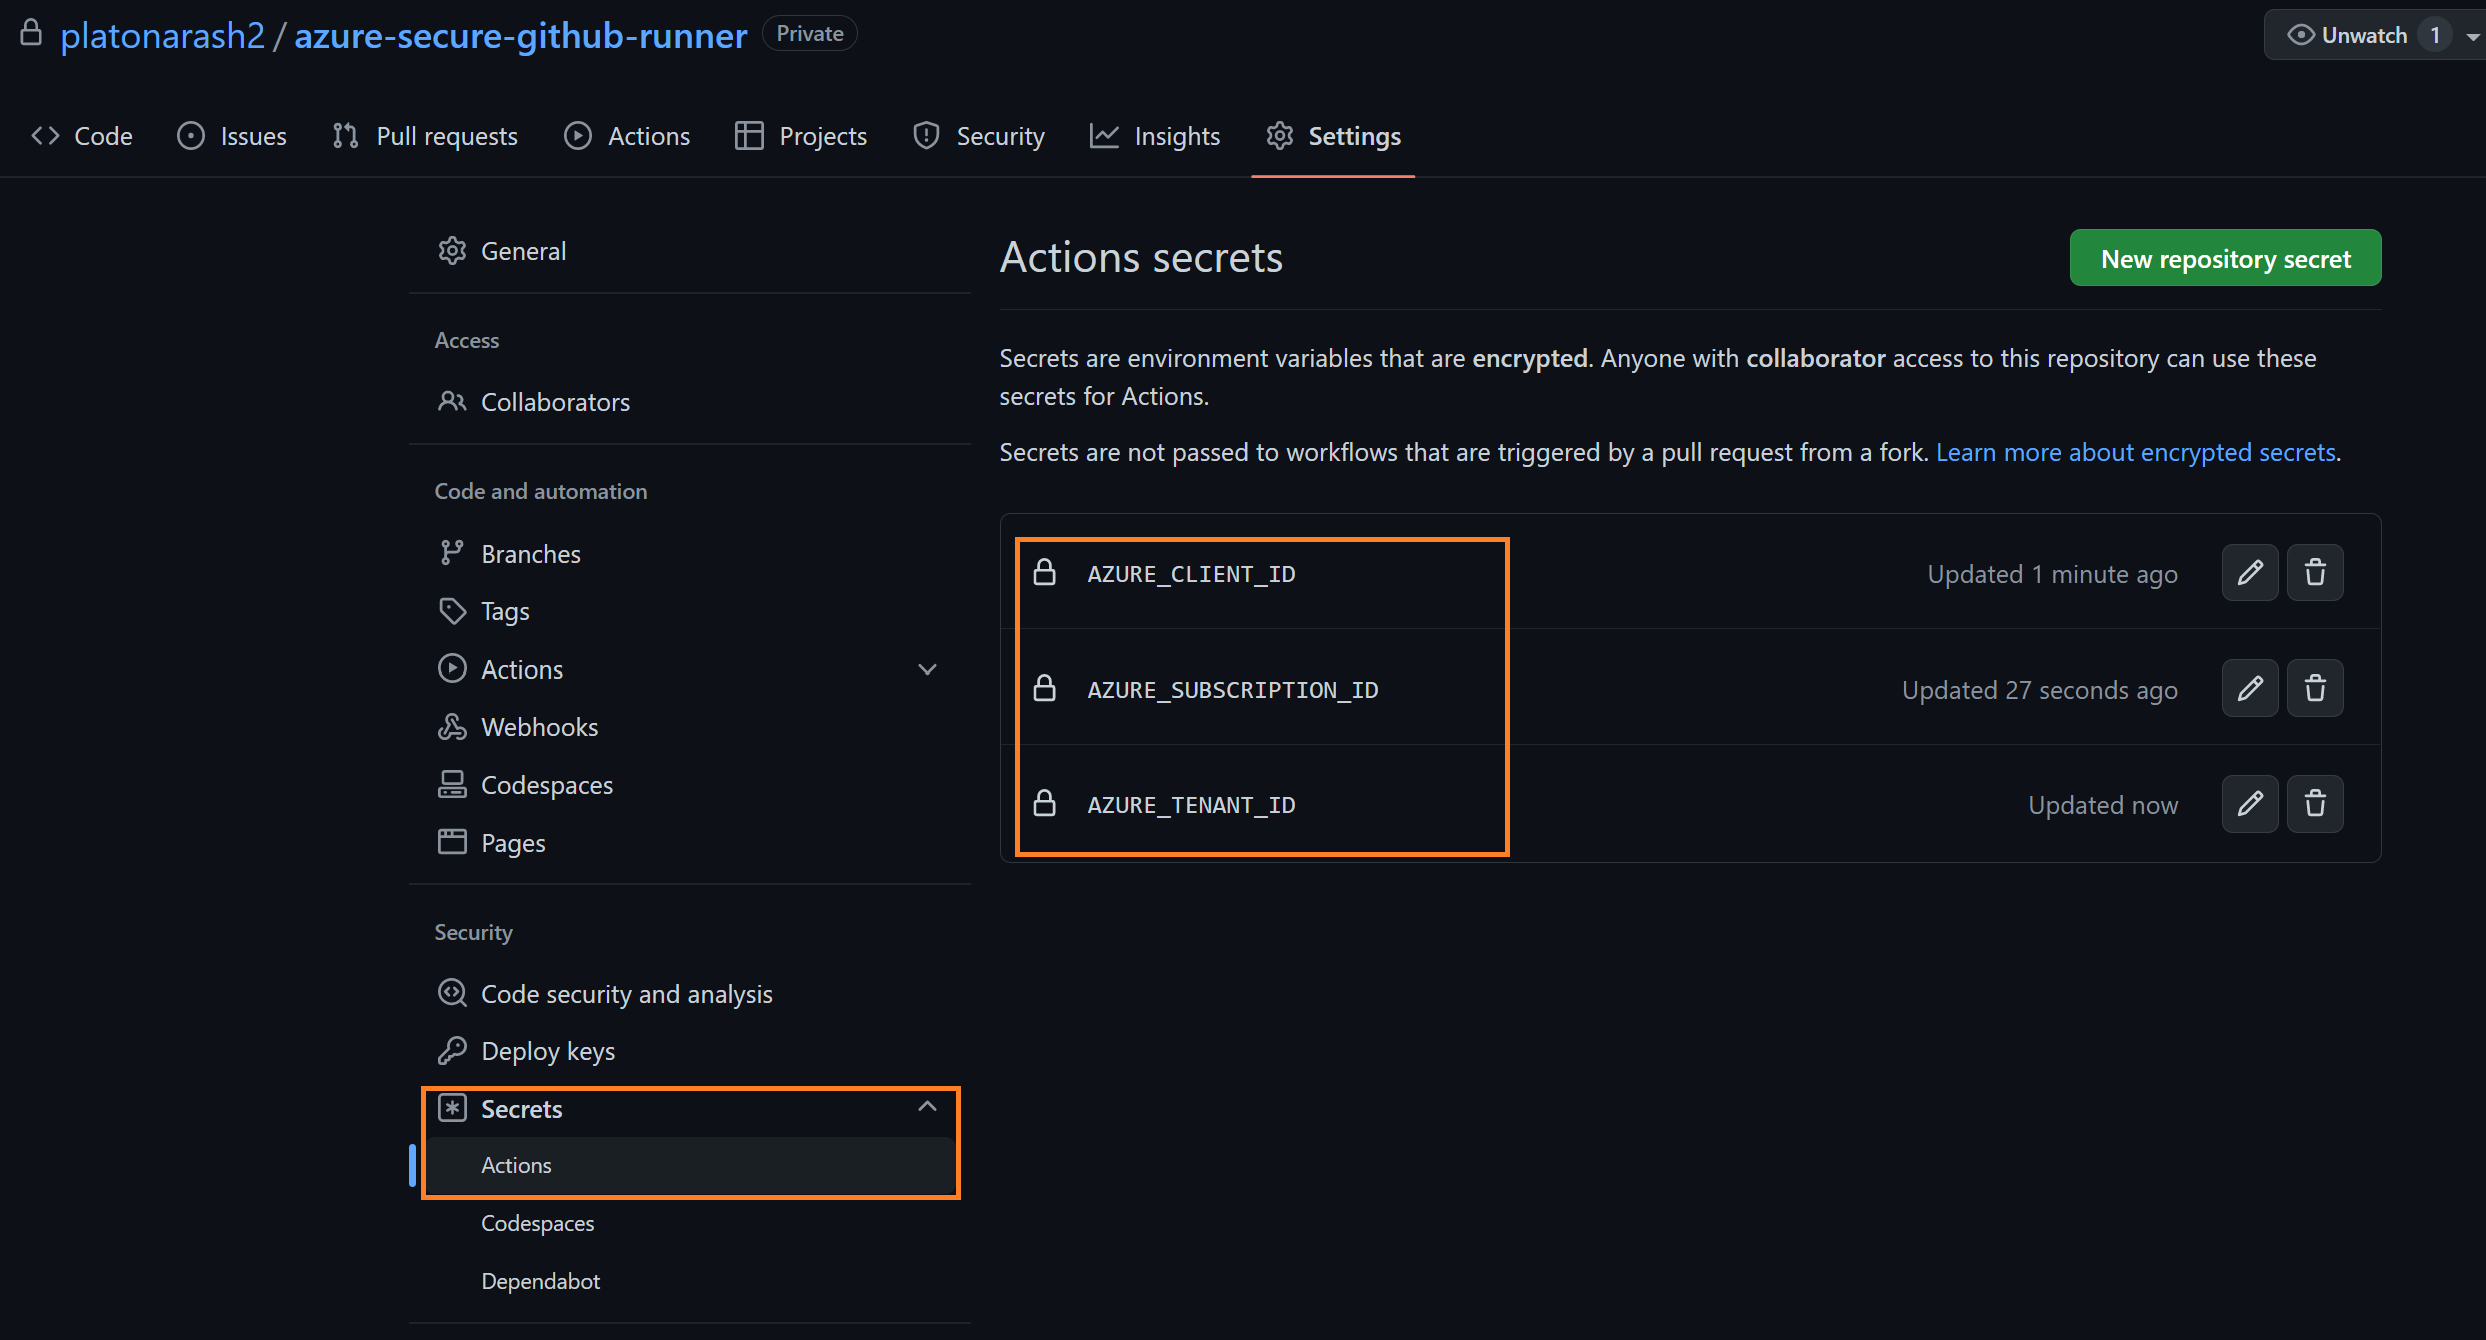 platonarash2 / azure-secure-github-runner Private
Unwatch 1
Code Issues Pull requests Actions Projects Security Insights Settings
General
Access
Collaborators
Code and automation
Branches
Tags
Actions
Webhooks
Codespaces
Pages
Security
Code security and analysis
Deploy keys
Secrets
Actions
Codespaces
Dependabot
Actions secrets
New repository secret
Secrets are environment variables that are encrypted. Anyone with collaborator access to this repository can use these
secrets for Actions.
Secrets are not passed to workflows that are triggered by a pull request from a fork. Learn more about encrypted secrets.
AZURE_CLIENT_ID Updated 1 minute ago
AZURE_SUBSCRIPTION_ID Updated 27 seconds ago
AZURE_TENANT_ID Updated now